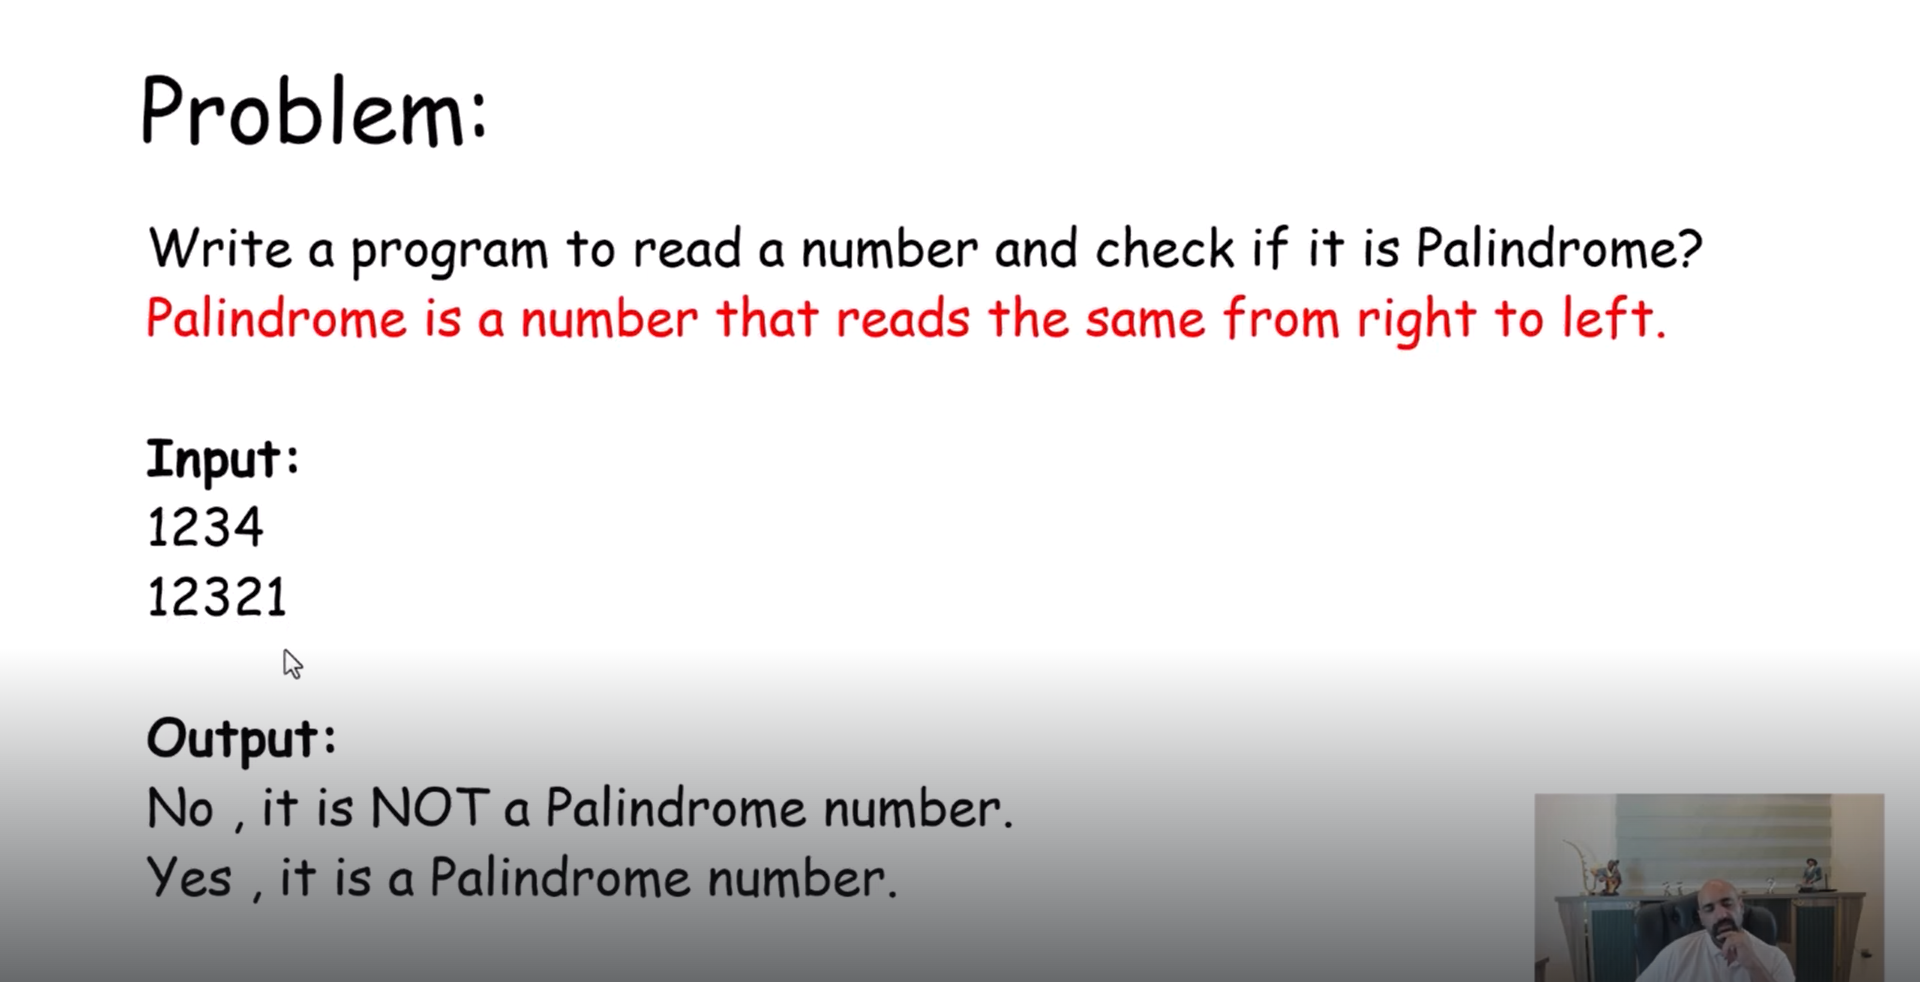 Problem:
Write a program to read a number and check if it is Palindrome?
Palindrome is a number that reads the same from right to left.
Input:
1234
12321
Output:
No , it is NOT a Palindrome number.
Yes , it is a Palindrome number.